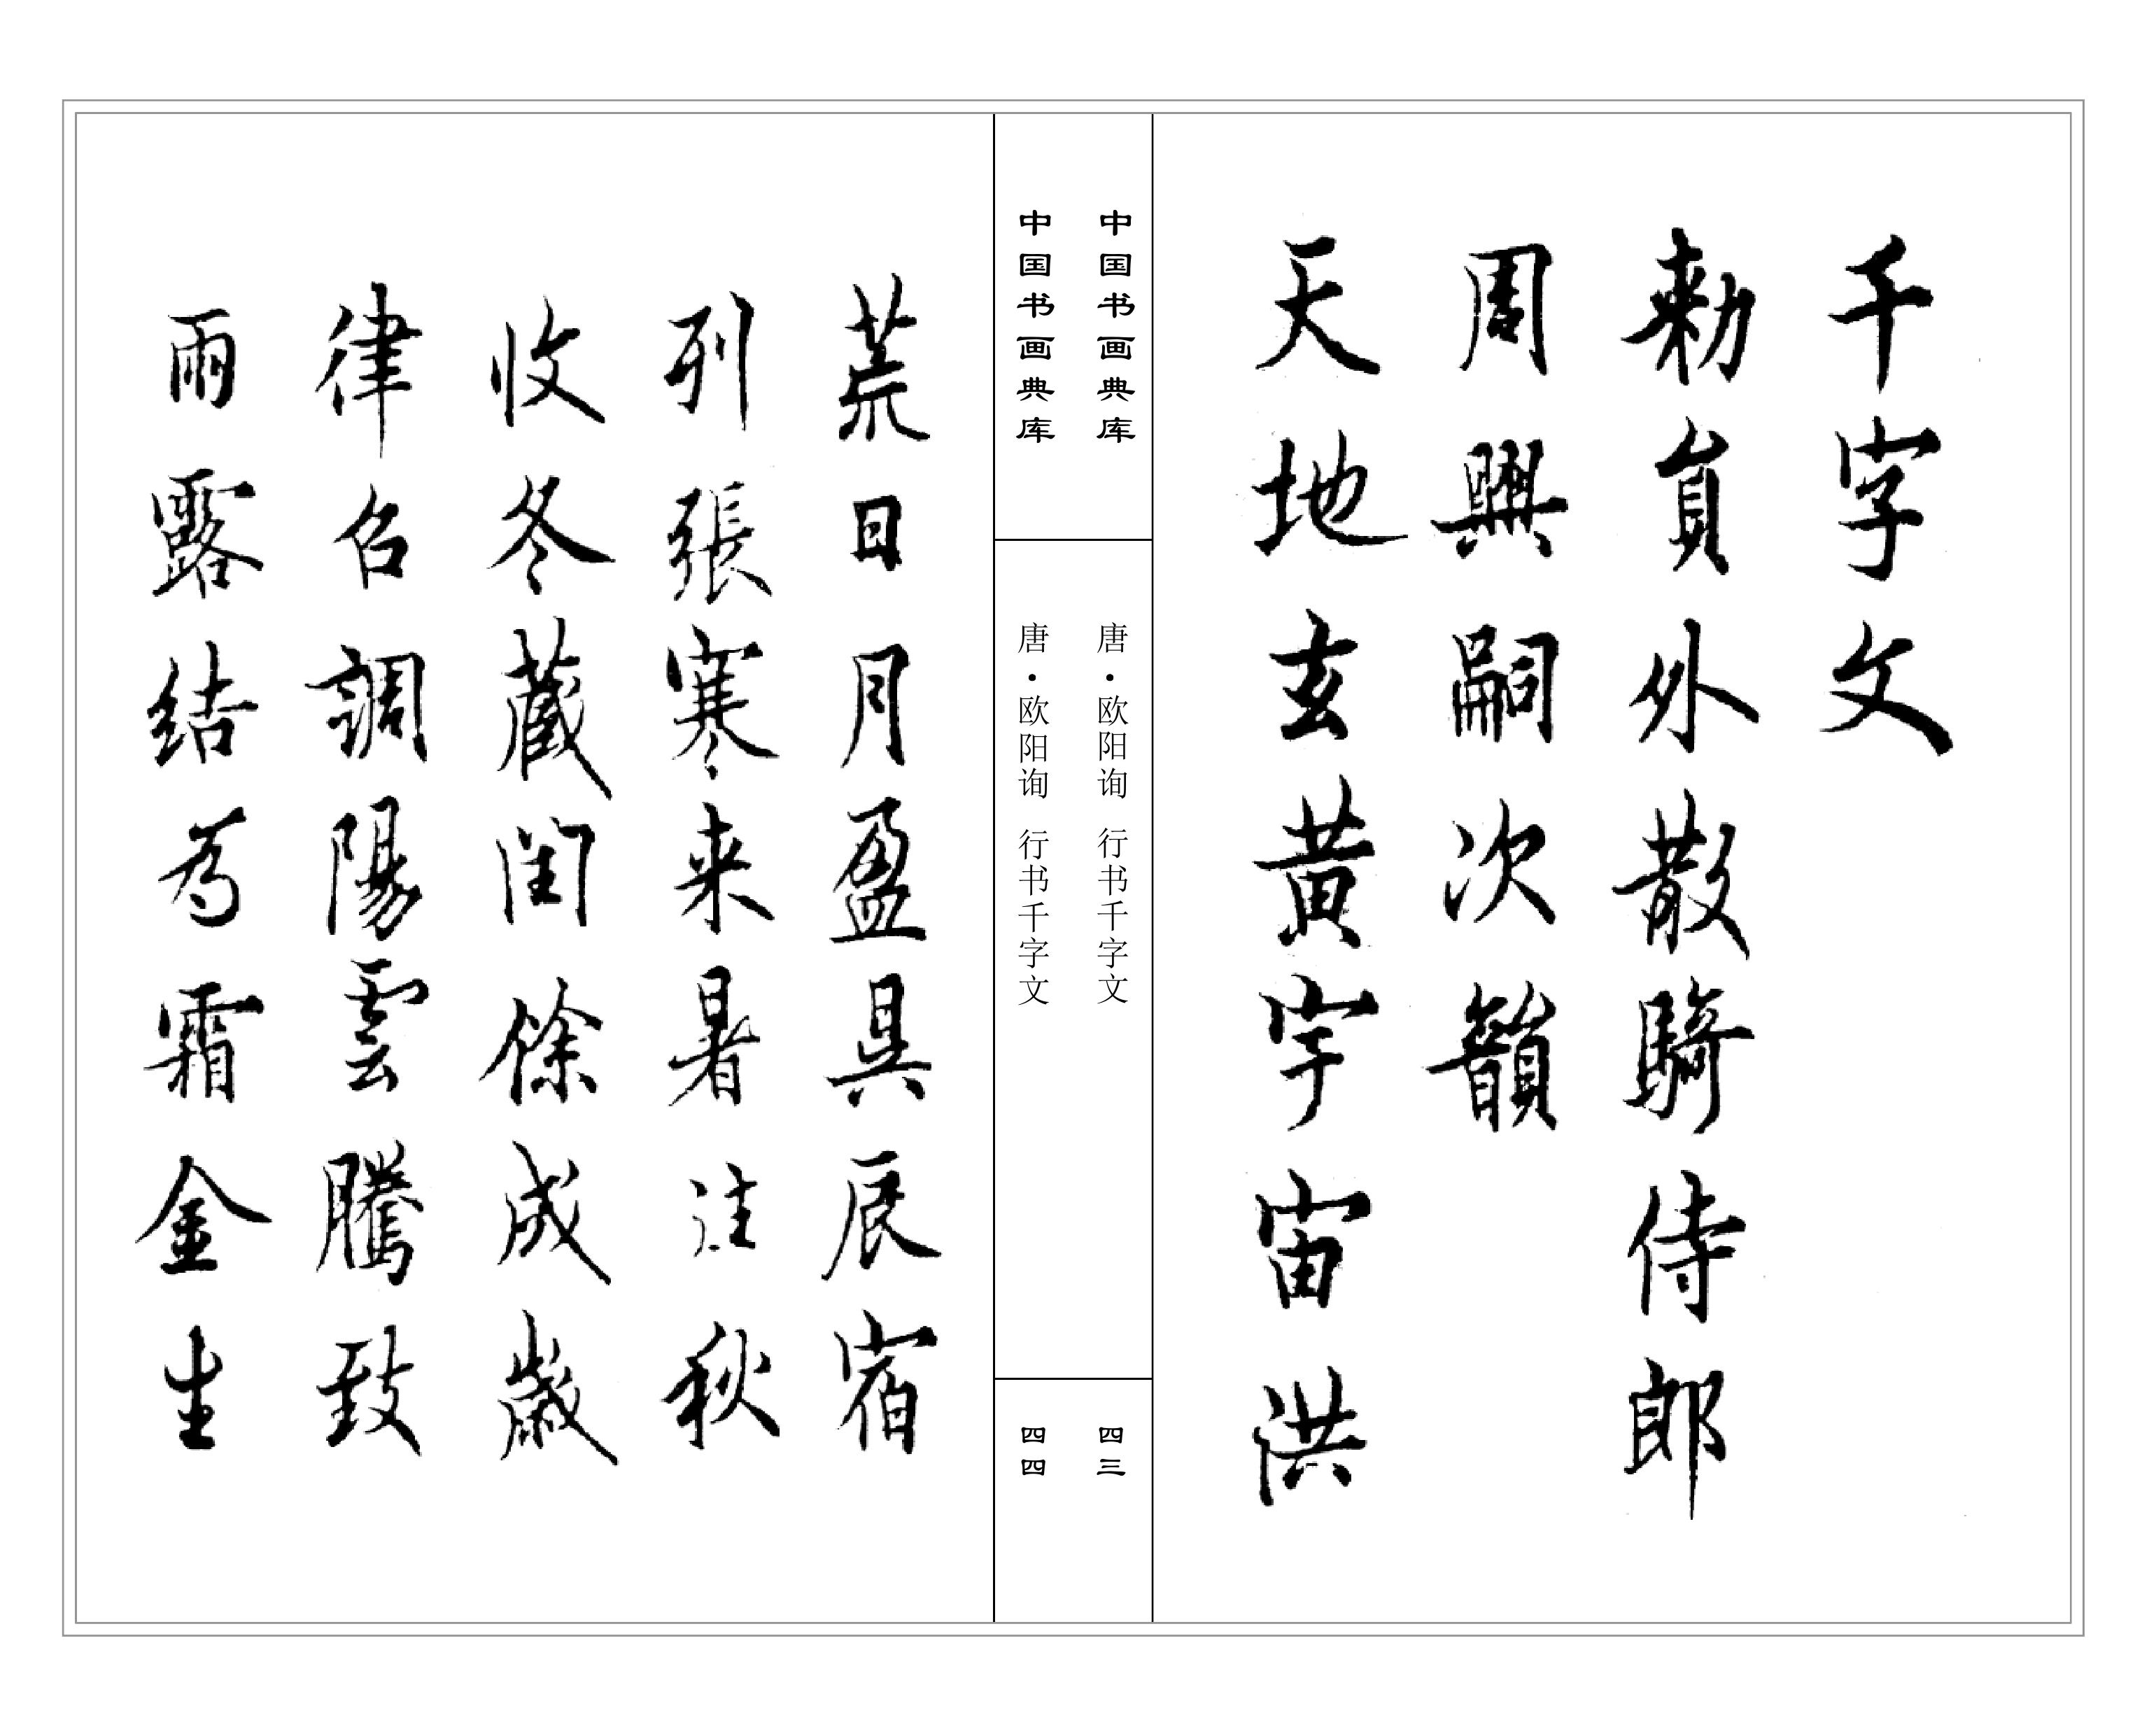 千字文
勅員外散騎侍郎
周興嗣次韻
天地玄黃宇宙洪
中国书画典库
唐·欧阳询 行书千字文
四三
中国书画典库
唐·欧阳询 行书千字文
四四
荒日月盈昃辰宿
列張寒来暑往秋
收冬藏閏餘成歲
律召調陽雲騰致
雨露結為霜金生